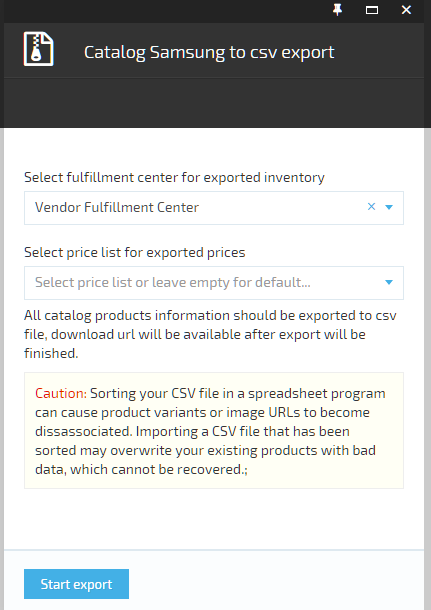 Catalog Samsung to csv export
Select fulfillment center for exported inventory
Vendor Fulfillment Center
Select price list for exported prices
Select price list or leave empty for default...
All catalog products information should be exported to csv
file, download url will be available after export will be
finished.
Caution: Sorting your CSV file in a spreadsheet program
can cause product variants or image URLs to become
dissassociated. Importing a CSV file that has been
sorted may overwrite your existing products with bad
data, which cannot be recovered.;
Start export